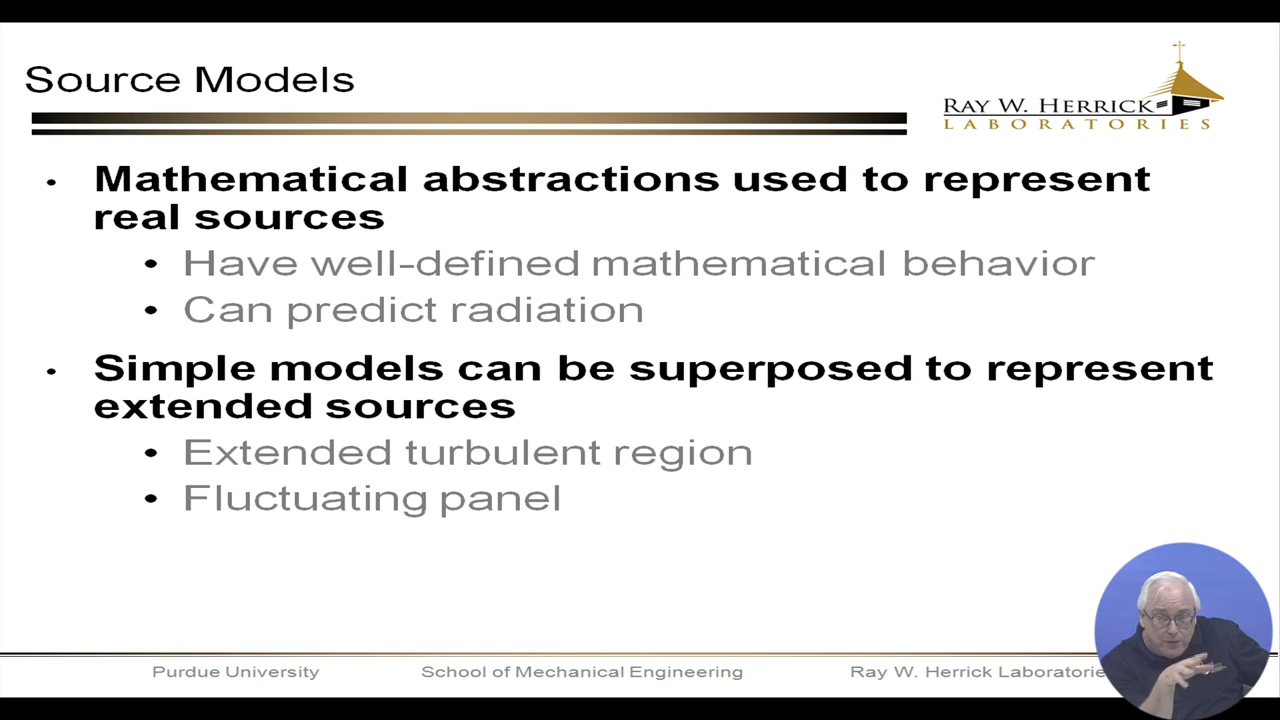 Source Models
RAY W. HERRICK
LABORATORIES
• Mathematical abstractions used to represent
real sources
• Have well-defined mathematical behavior
• Can predict radiation
• Simple models can be superposed to represent
extended sources
• Extended turbulent region
• Fluctuating panel
Purdue University School of Mechanical Engineering Ray W. Herrick Laboratorie